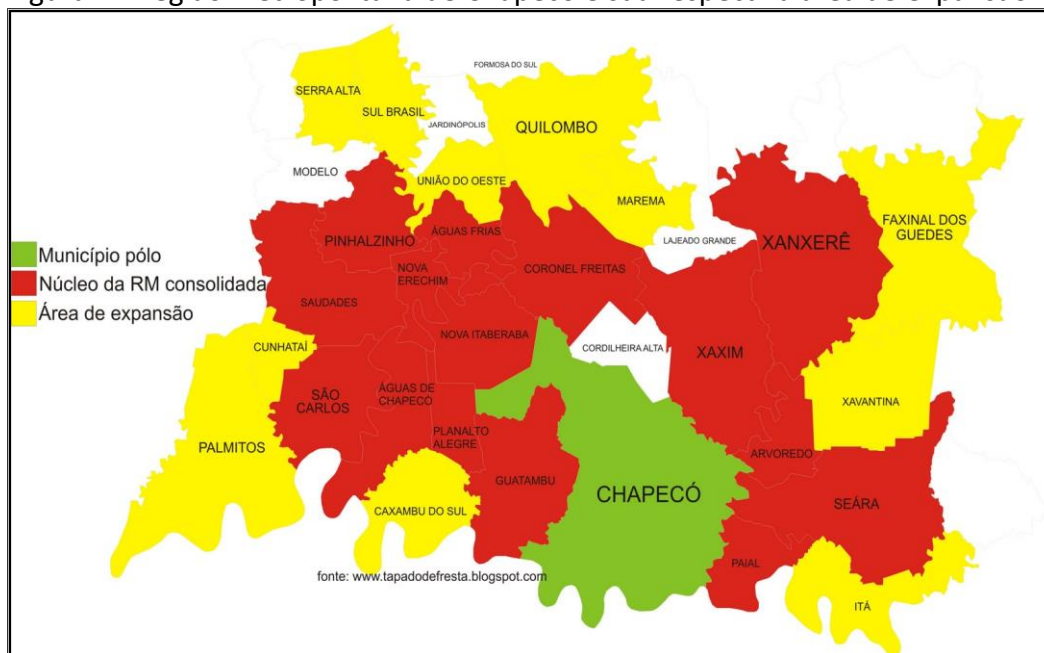 FORMOSA DO SUL
SERRA ALTA
SUL BRASIL
JARDINÓPOLIS
QUILOMBO
MODELO
UNIÃO DO OESTE
MAREMA
FAXINAL DOS
GUEDES
PINHALZINHO
ÁGUAS FRIAS
LAJEADO GRANDE
XANXERÊ
Município pólo
Núcleo da RM consolidada
Área de expansão
NOVA
ERECHIM
CORONEL FREITAS
SAUDADES
CUNHATAÍ
NOVA ITABERABA
CORDILHEIRA ALTA
XAXIM
SÃO
CARLOS
ÁGUAS DE
CHAPECÓ
XAVANTINA
PALMITOS
PLANALTO
ALEGRE
ARVOREDO
GUATAMBU
CHAPECÓ
SEÁRA
CAXAMBU DO SUL
PAIAL
fonte: www.tapadodefresta.blogspot.com
ITÁ